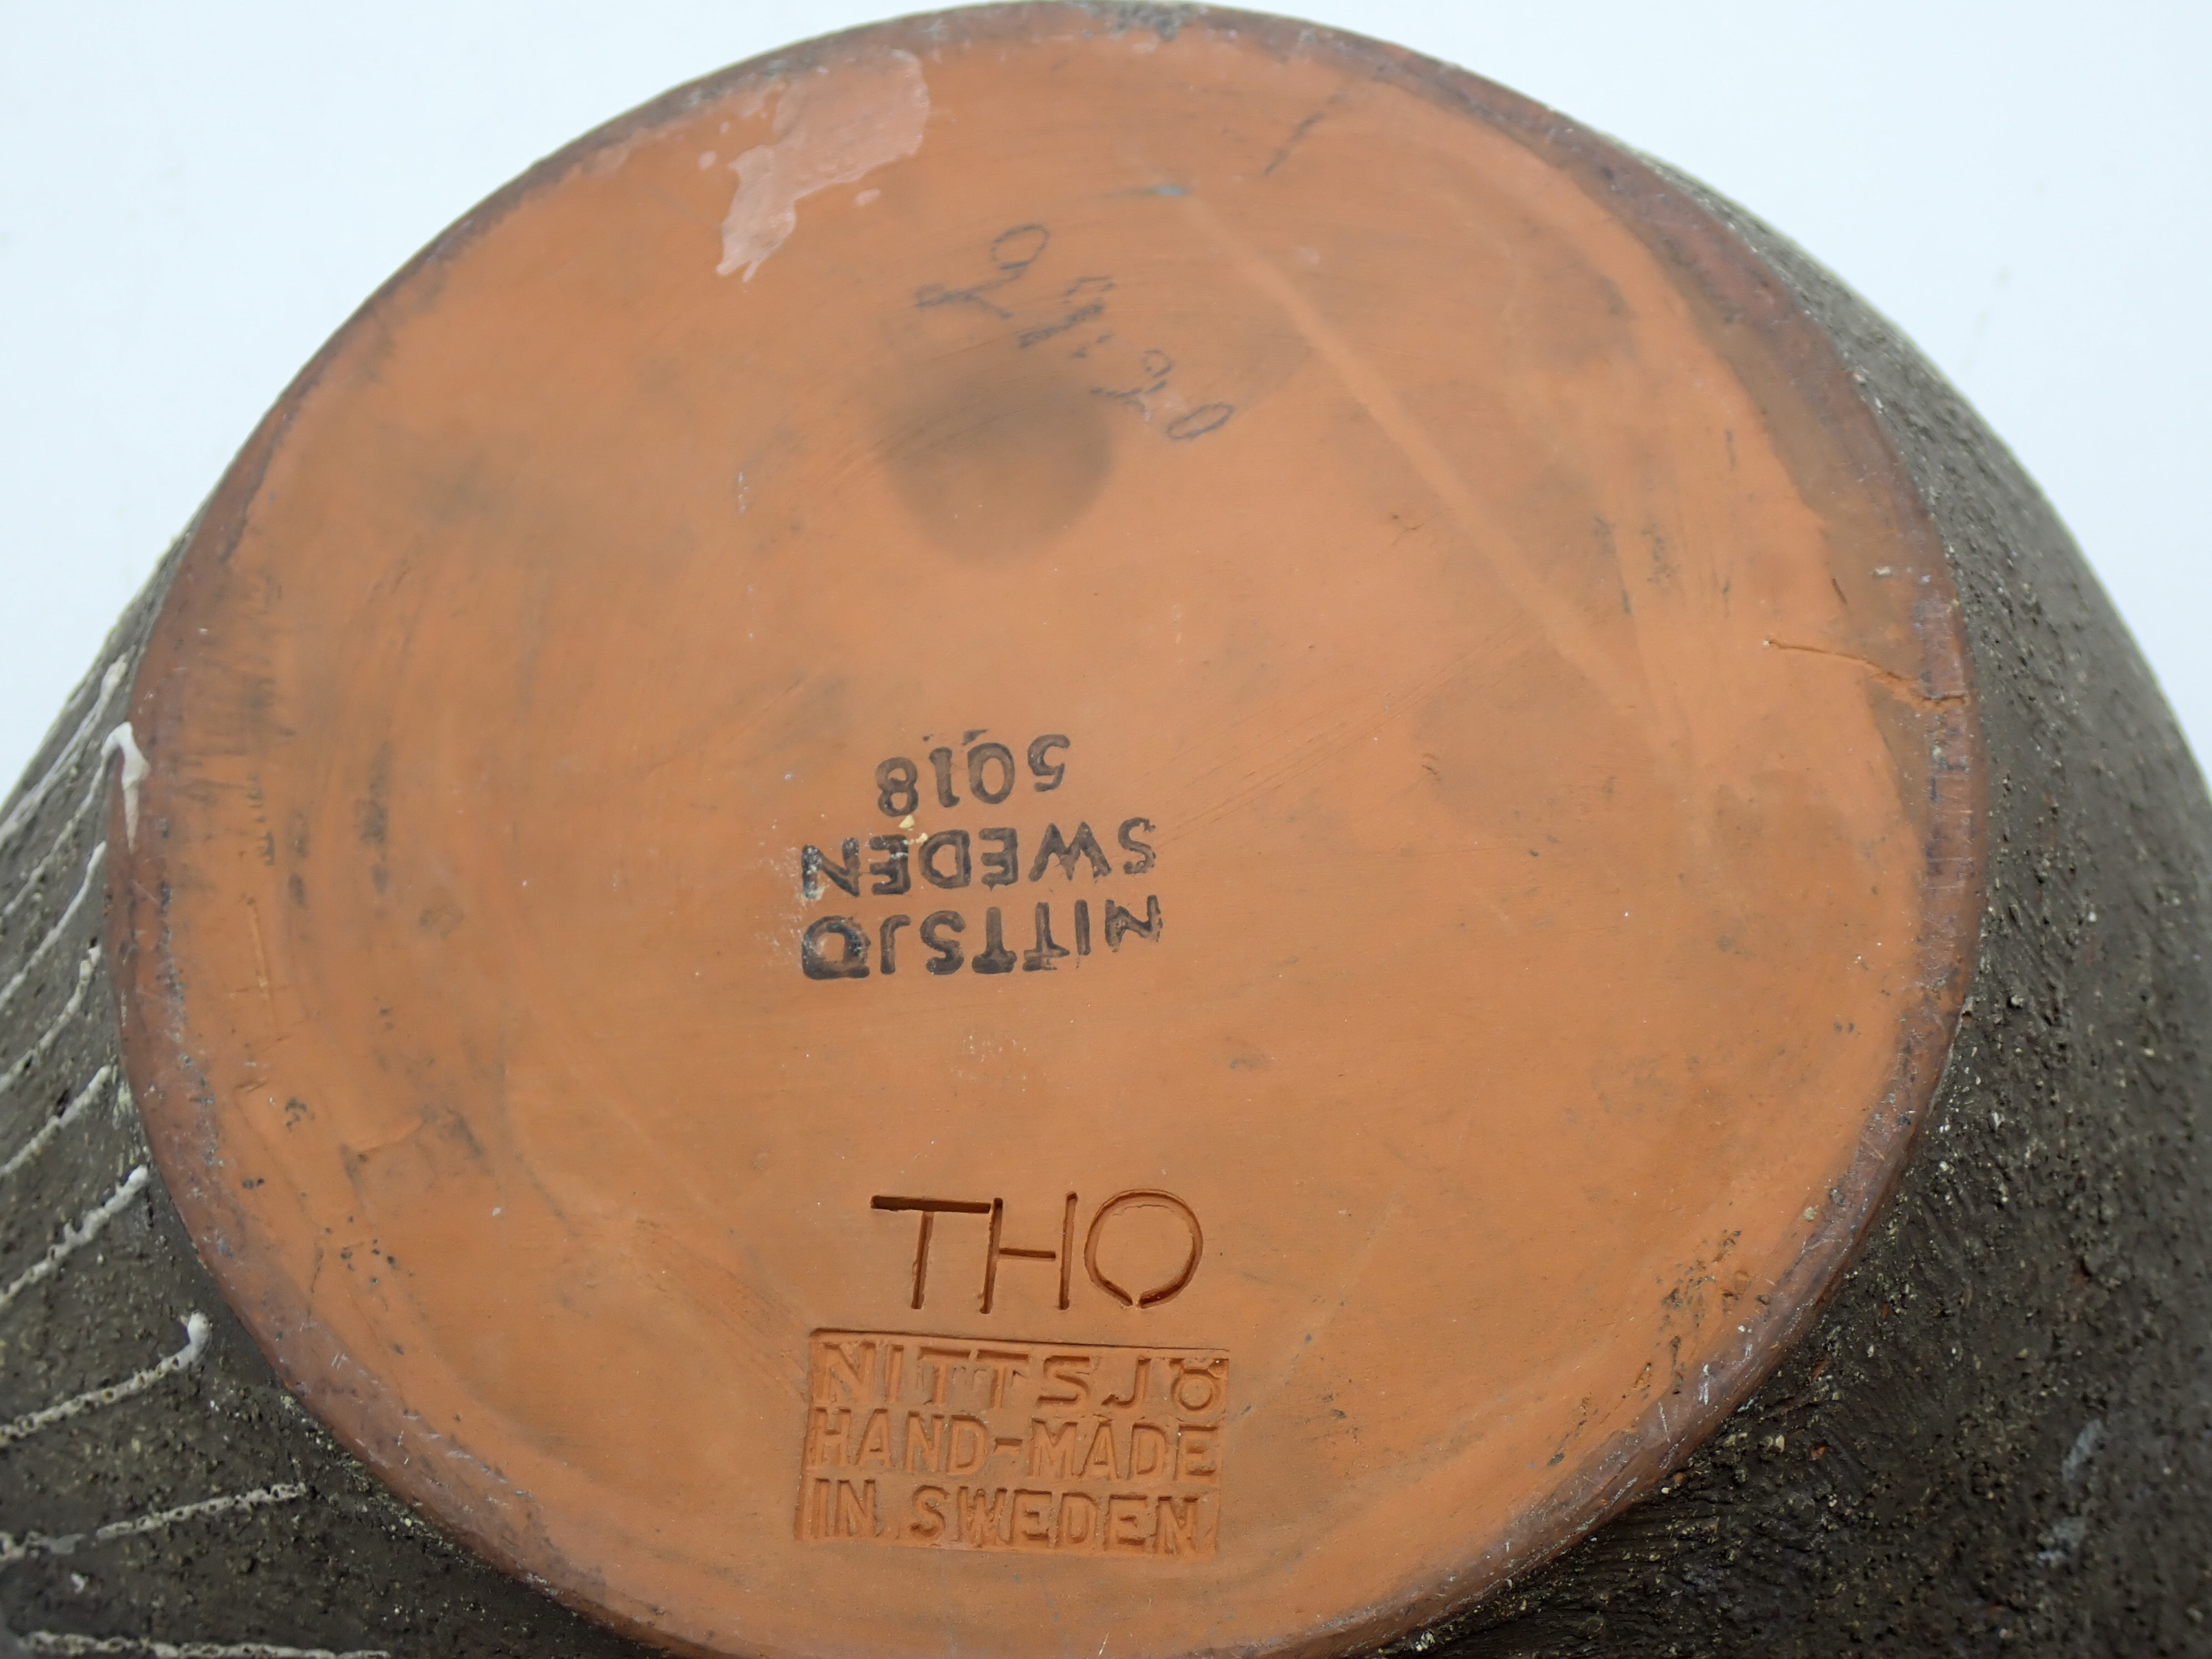 NITTSJÖ
SWEDEN
5018
THO
NITTSJÖ
HAND-MADE
IN SWEDEN